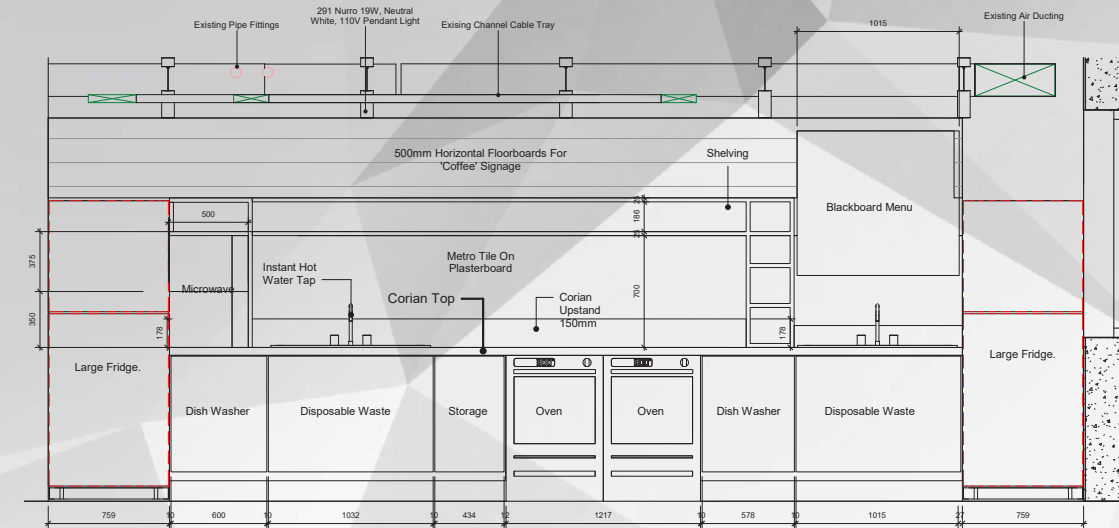 291 Nurro 19W, Neutral
White, 110V Pendant Light
Existing Pipe Fittings
Exising Channel Cable Tray
1015
Existing Air Ducting
500mm Horizontal Floorboards For
'Coffee' Signage
Shelving
25
186
25
500
Blackboard Menu
375
Metro Tile On
Plasterboard
Instant Hot
Water Tap
Microwave
Corian Top
Corian
Upstand
150mm
700
350
178
178
Large Fridge.
Large Fridge.
Dish Washer
Disposable Waste
Storage
Oven
Oven
Dish Washer
Disposable Waste
759
10
600
10
1032
10
434
12
1217
10
578
10
1015
27
759